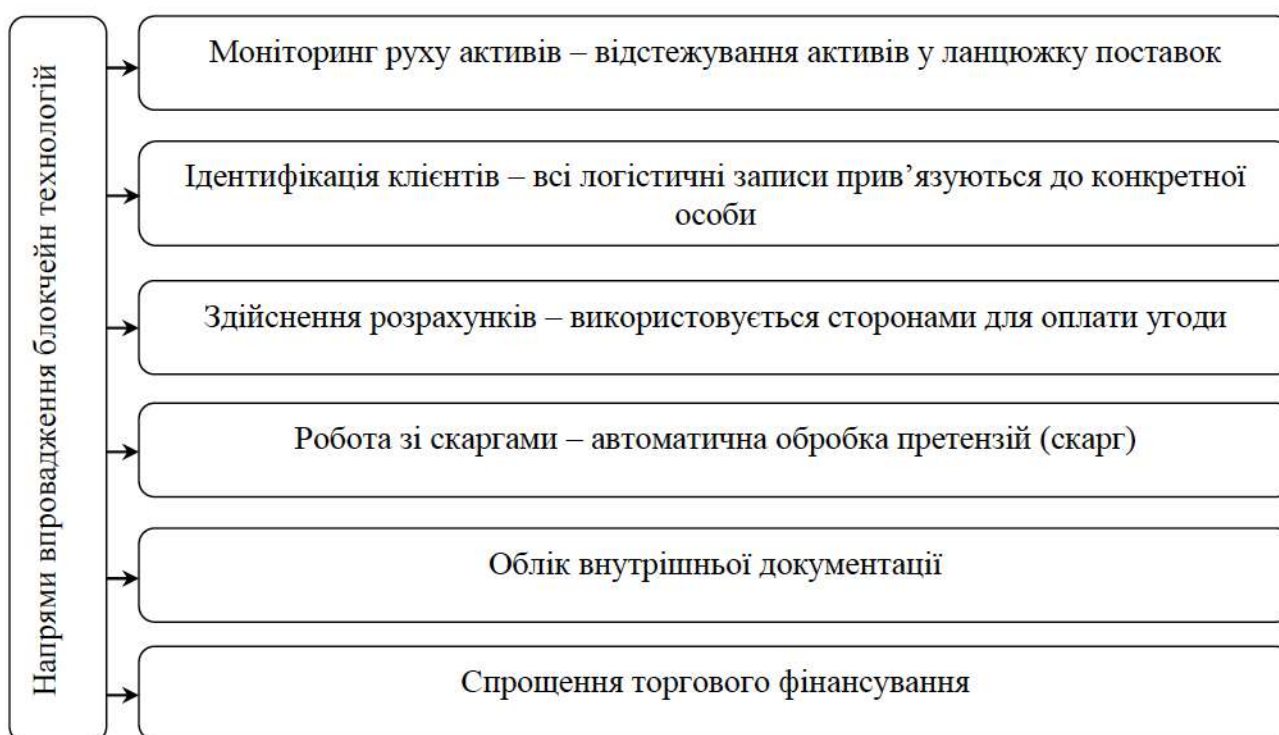 Напрями впровадження блокчейн технологій
Моніторинг руху активів – відстежування активів у ланцюжку поставок
Ідентифікація клієнтів – всі логістичні записи прив’язуються до конкретної
особи
Здійснення розрахунків – використовується сторонами для оплати угоди
Робота зі скаргами – автоматична обробка претензій (скарг)
Облік внутрішньої документації
Спрощення торгового фінансування